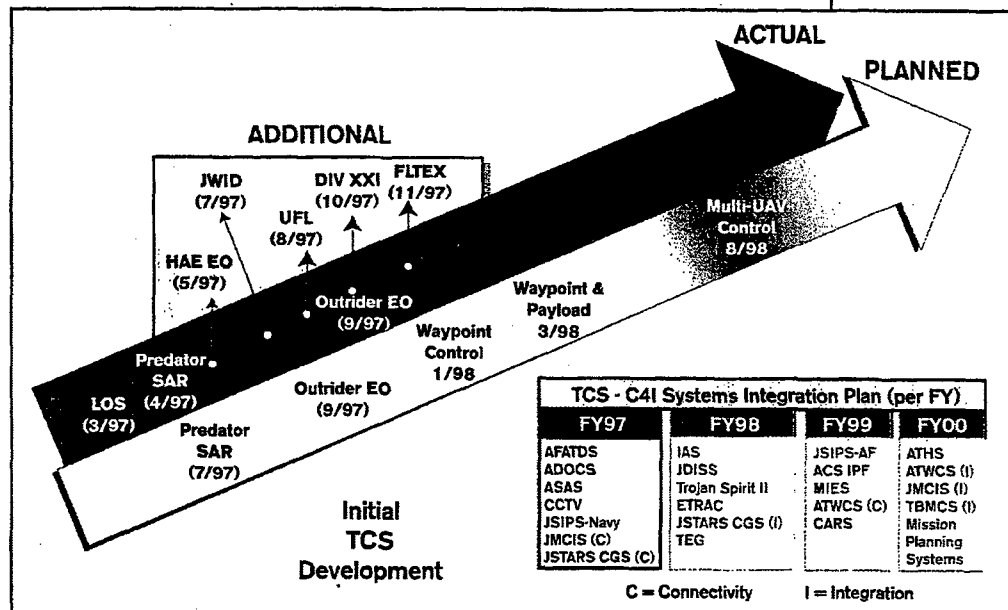 ACTUAL
PLANNED
ADDITIONAL
JWID
(7/97)
DIV XXI
(10/97)
FLTEX
(11/97)
UFL
(8/97)
HAE EO
(5/97)
Multi-UAV
Control
8/98
Outrider EO
(9/97)
Waypoint &
Payload
3/98
Waypoint
Control
1/98
Predator
SAR
(4/97)
LOS
(3/97)
Outrider EO
(9/97)
Predator
SAR
(7/97)
Initial
TCS
Development
TCS - C4I Systems Integration Plan (per FY)
FY97
AFATDS
ADOCS
ASAS
CCTV
JSIPS-Navy
JMCIS (C)
JSTARS CGS (C)
FY98
IAS
JDISS
Trojan Spirit II
ETRAC
JSTARS CGS (I)
TEG
FY99
JSIPS-AF
ACS IPF
MIES
ATWCS (C)
CARS
FY00
ATHS
ATWCS (I)
JMCIS (I)
TBMCS (I)
Mission
Planning
Systems
C = Connectivity I = Integration